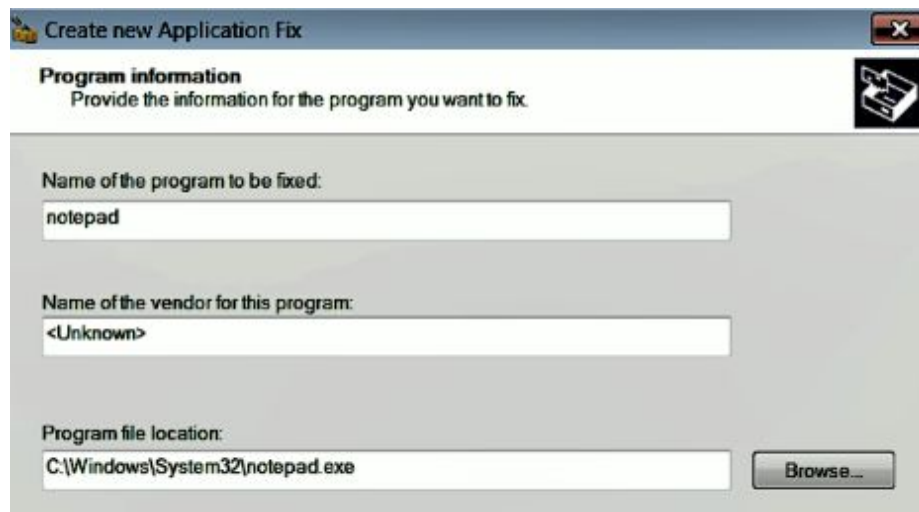 Create new Application Fix
Program information
Provide the information for the program you want to fix.
Name of the program to be fixed:
notepad
Name of the vendor for this program:
<Unknown>
Program file location:
C:\Windows\System32\notepad.exe
Browse...